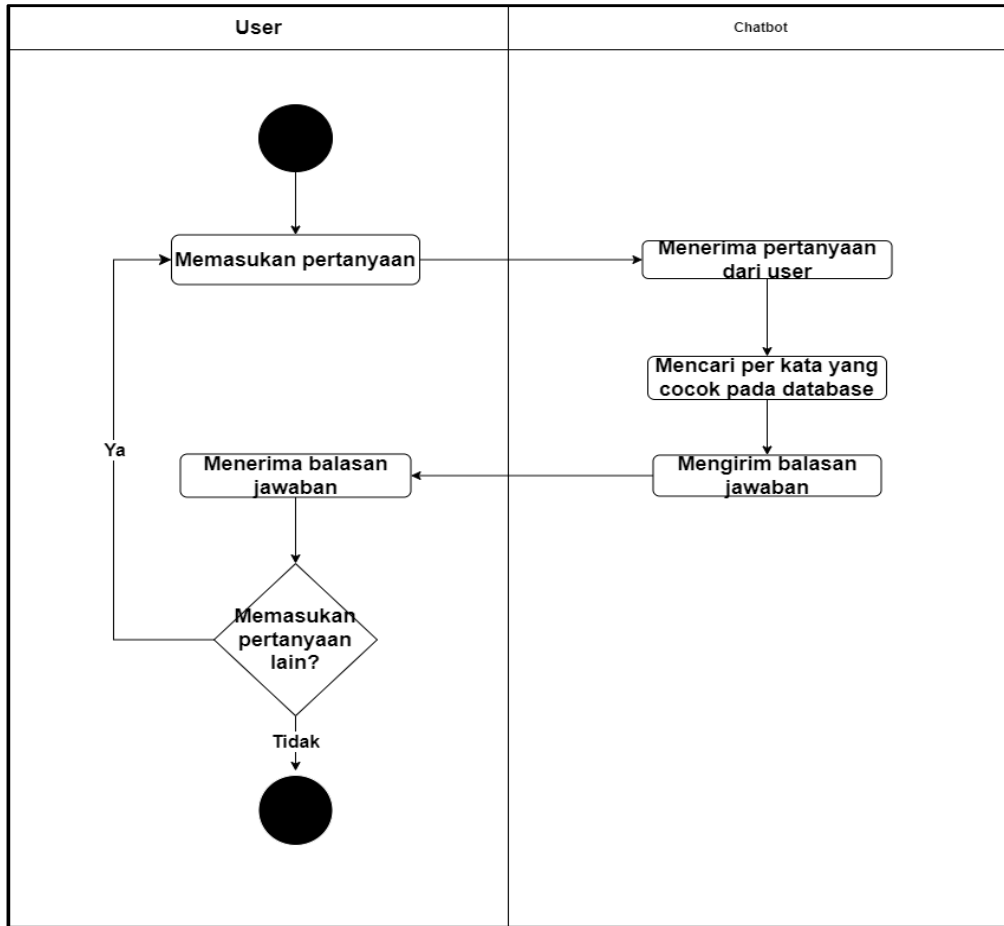 User
Chatbot
Memasukan pertanyaan
Menerima pertanyaan
dari user
Mencari per kata yang
cocok pada database
Ya
Menerima balasan
jawaban
Mengirim balasan
jawaban
Memasukan
pertanyaan
lain?
Tidak